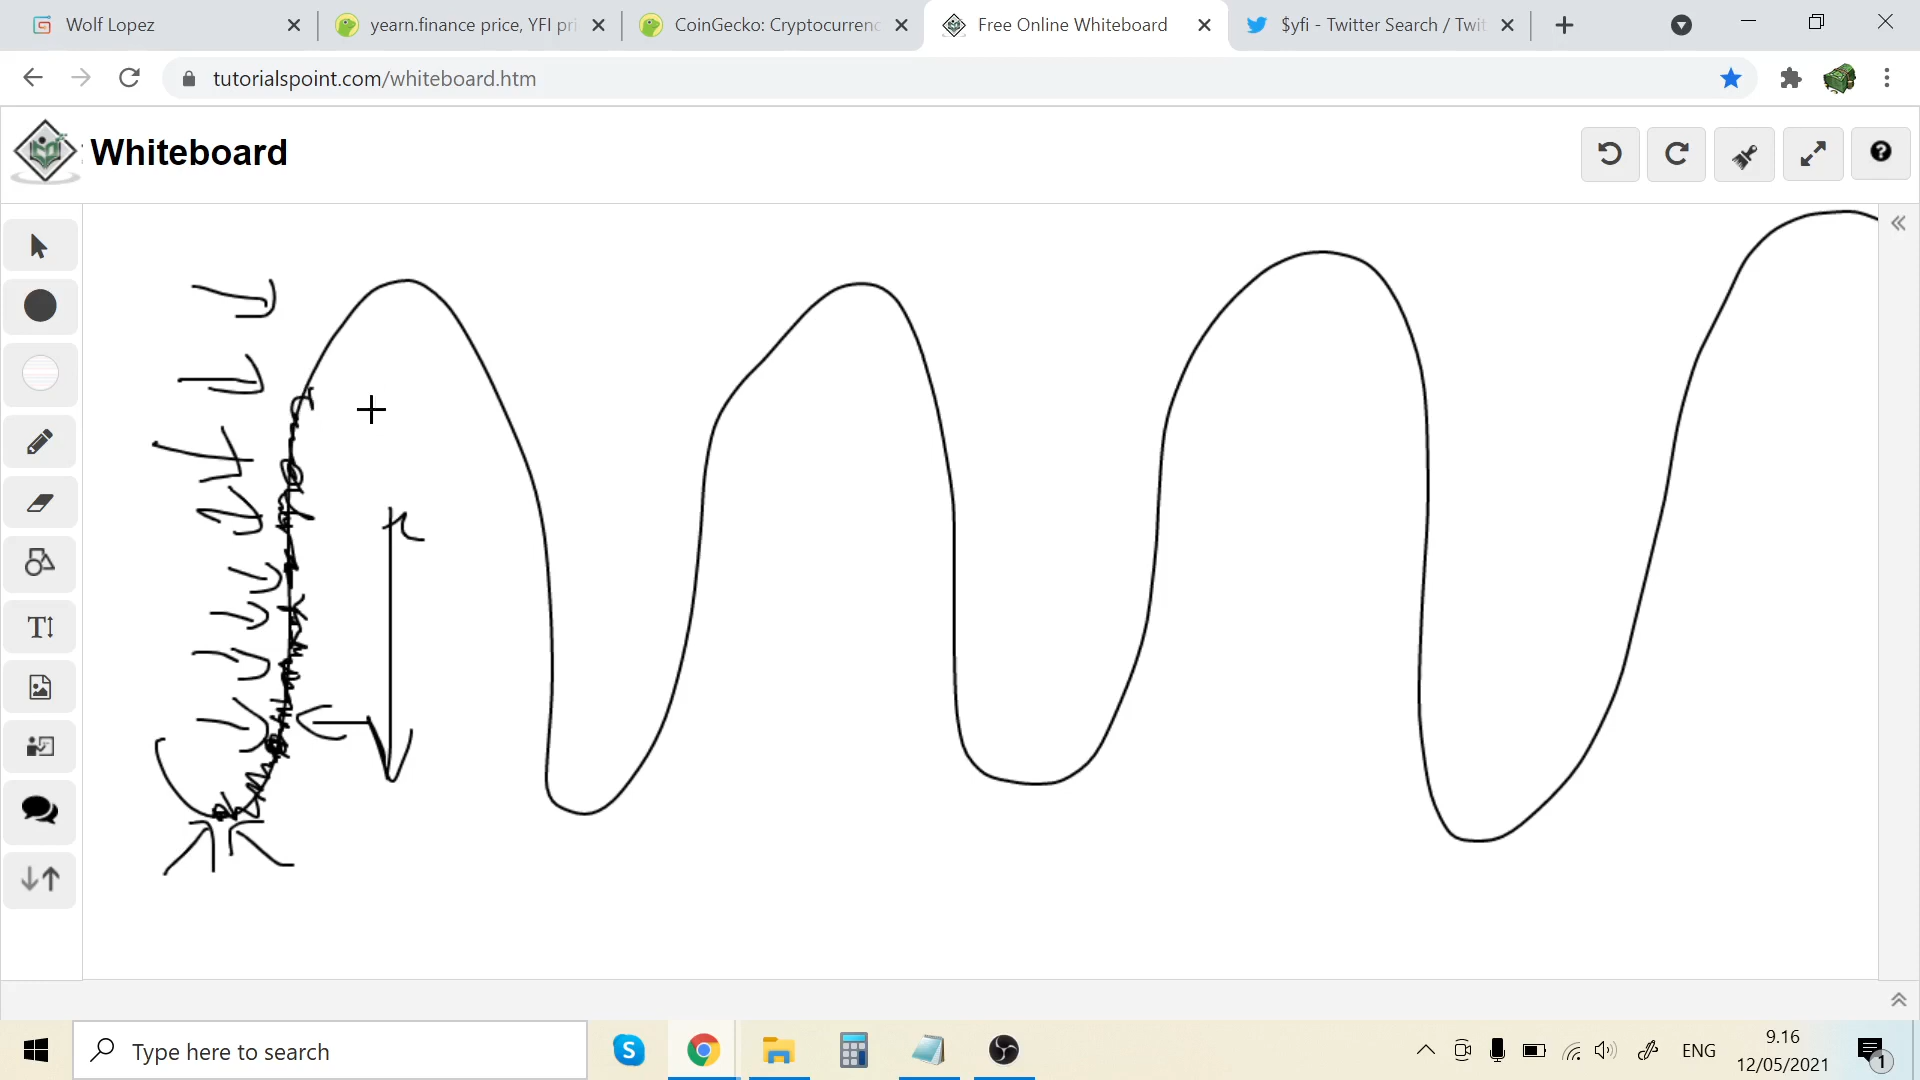 Wolf Lopez
yearn.finance price, YFI pri
CoinGecko: Cryptocurrenc
Free Online Whiteboard
$yfi - Twitter Search / Twit
tutorialspoint.com/whiteboard.htm
Whiteboard
T
Type here to search
ENG
9.16
12/05/2021
1